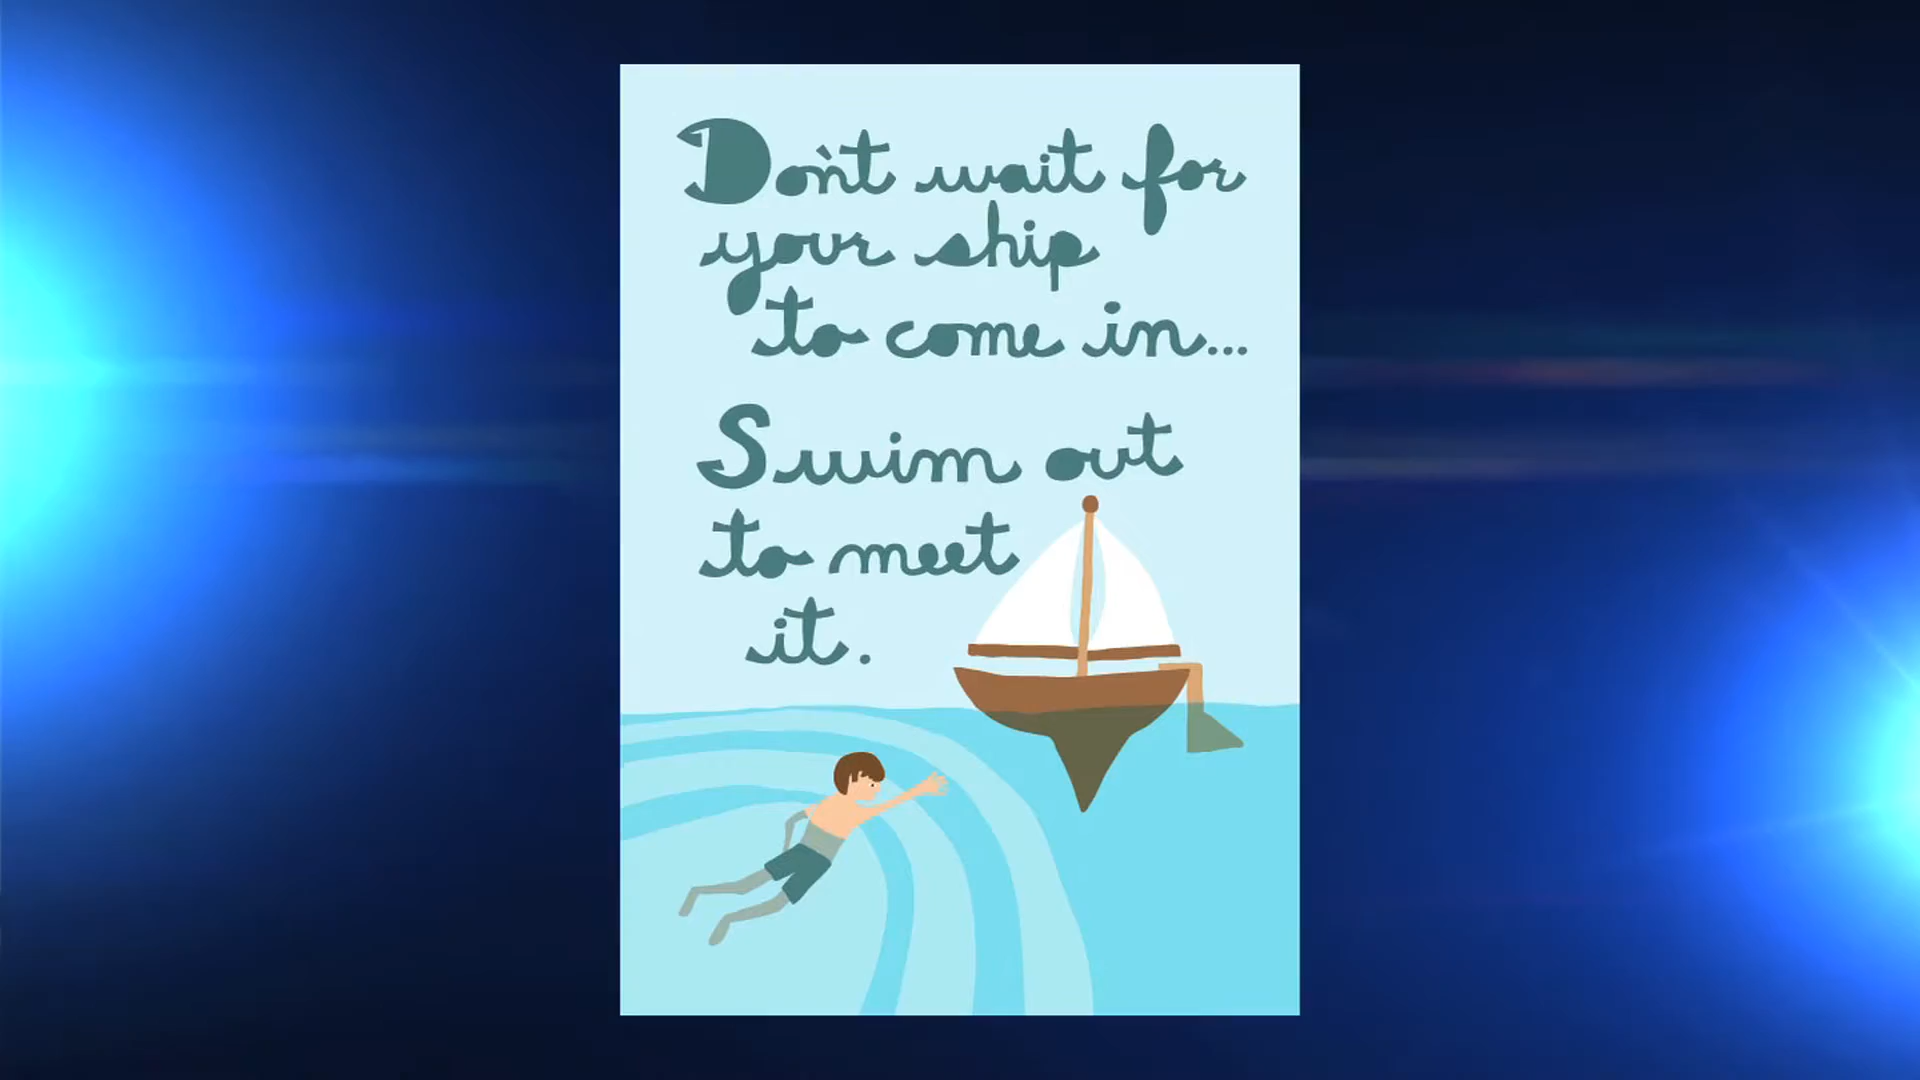 Don't wait for
your ship
to come in...
Swim out
to meet
it.